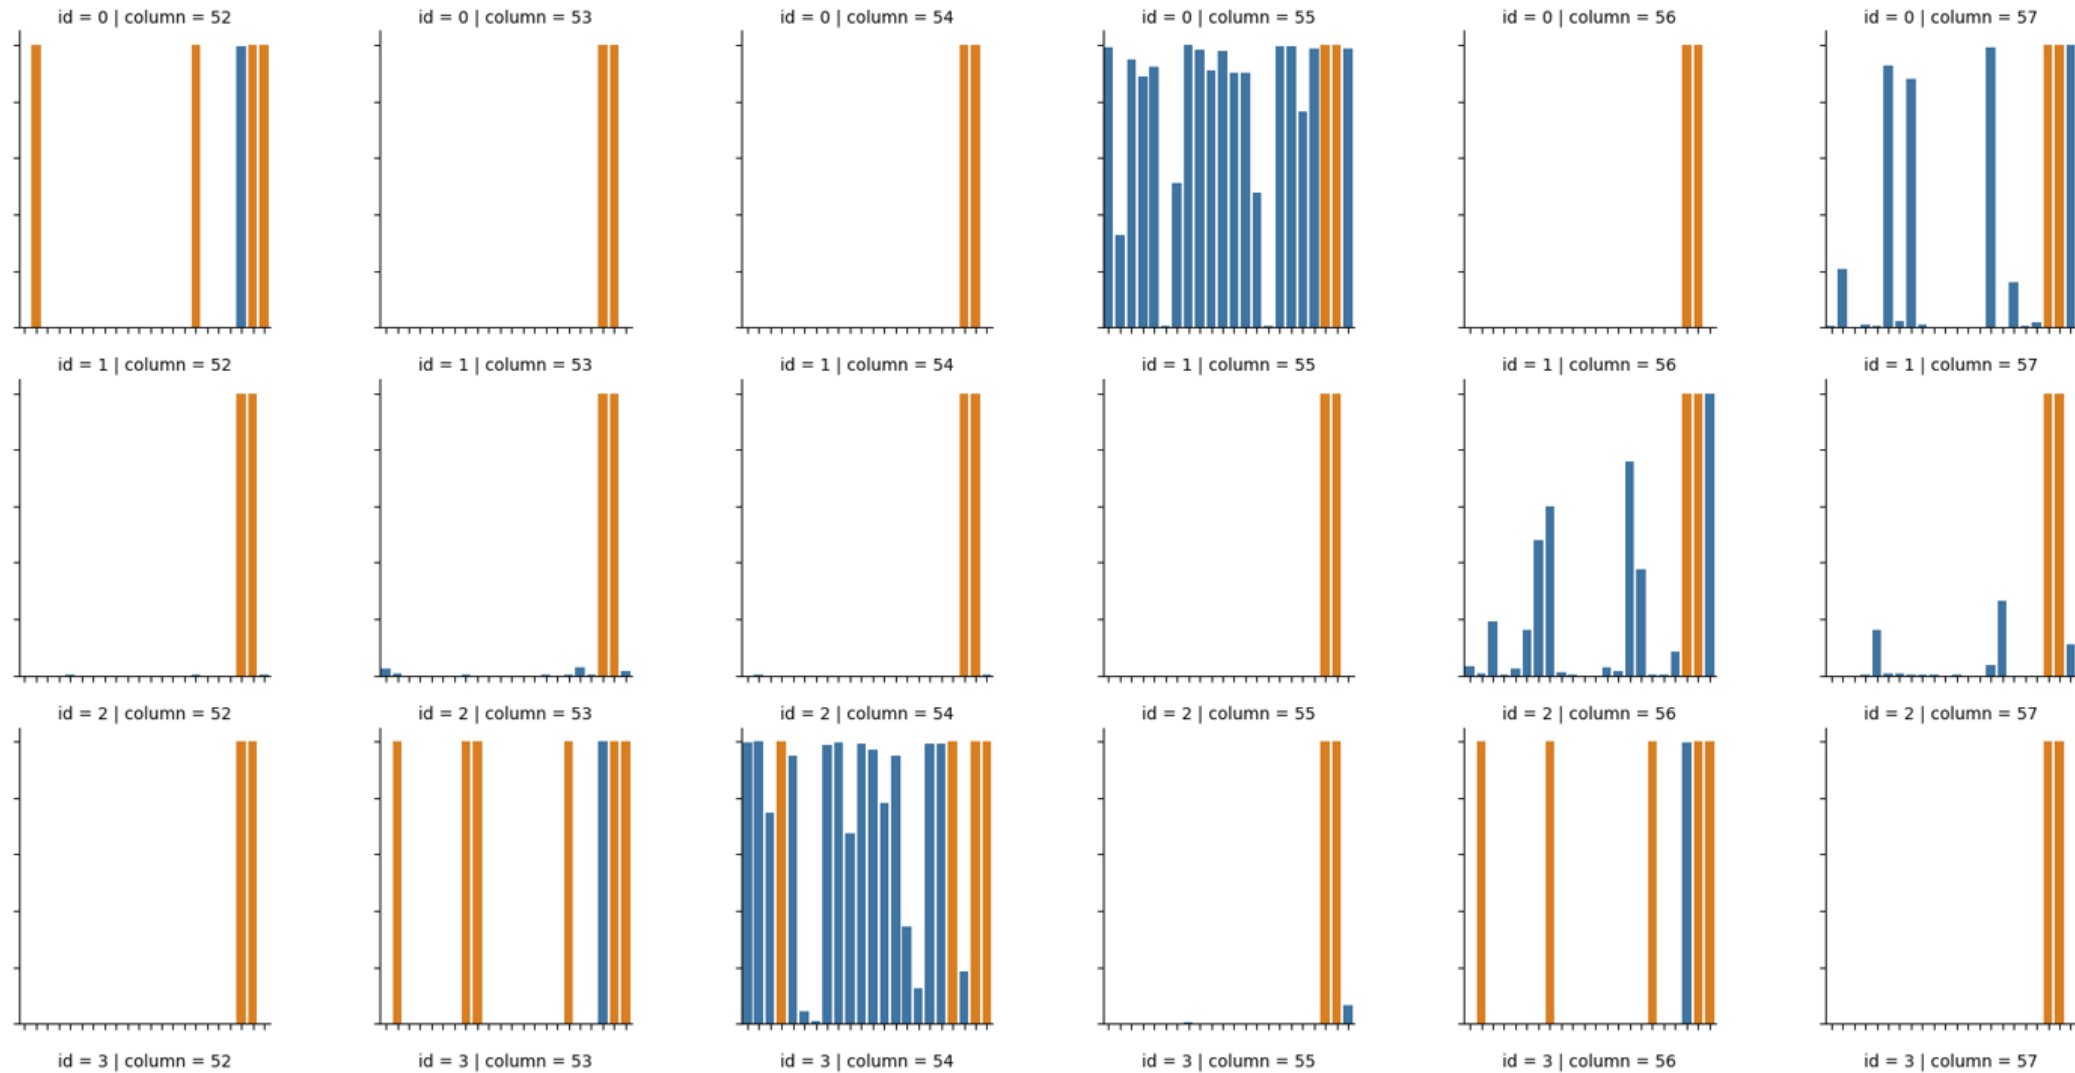 id = 0 | column = 52
id = 0 | column = 53
id = 0 | column = 54
id = 0 | column = 55
id = 0 | column = 56
id = 0 | column = 57
id = 1 | column = 52
id = 1 | column = 53
id = 1 | column = 54
id = 1 | column = 55
id = 1 | column = 56
id = 1 | column = 57
id = 2 | column = 52
id = 2 | column = 53
id = 2 | column = 54
id = 2 | column = 55
id = 2 | column = 56
id = 2 | column = 57
id = 3 | column = 52
id = 3 | column = 53
id = 3 | column = 54
id = 3 | column = 55
id = 3 | column = 56
id = 3 | column = 57